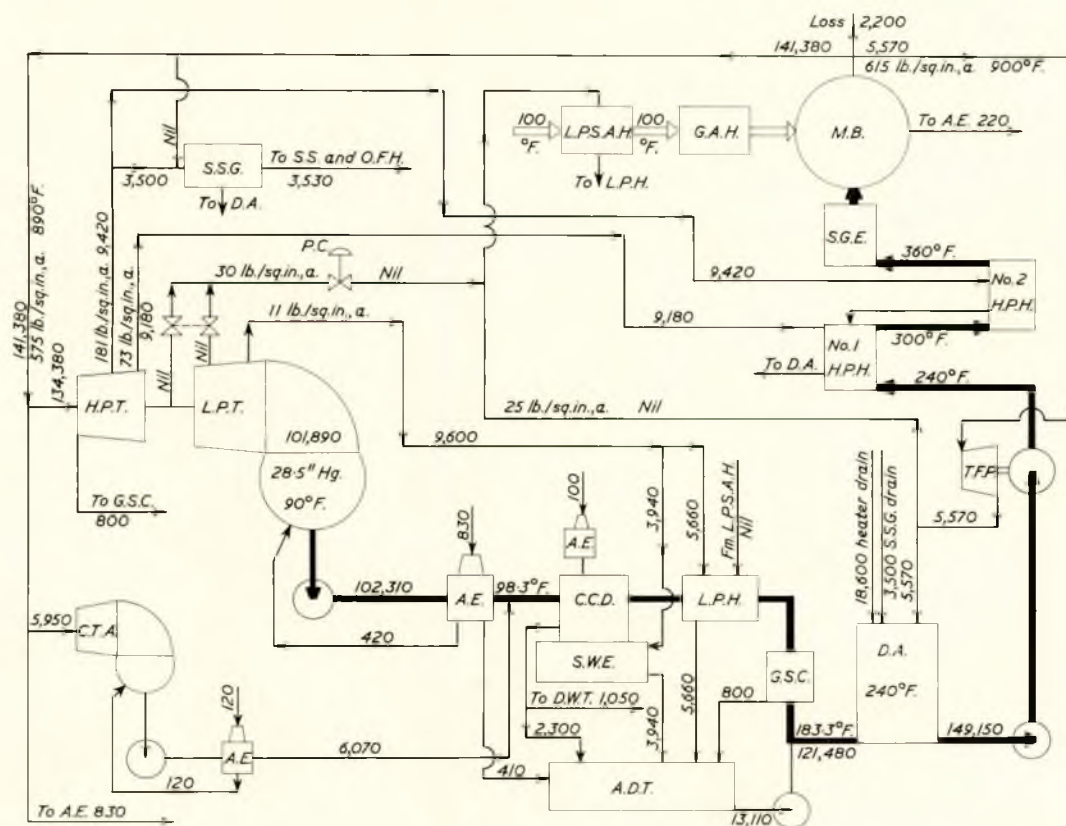 Loss 2,200
141,380 5,570
615 lb./sq.in.,a. 900°F.
100 °F.
L.P.S.A.H.
100 °F.
G.A.H.
M.B.
To A.E. 220
To L.P.H.
Nil
3,500
S.S.G.
To S.S. and O.F.H.
3,530
To D.A.
S.G.E.
360°F.
No.2 H.P.H.
9,420
141,380
575 lb./sq.in.,a. 890°F.
181 lb./sq.in.,a. 9,420
73 lb./sq.in.,a. 9,180
P.C.
30 lb./sq.in.,a.
Nil
11 lb./sq.in.,a.
9,180
No.1 H.P.H.
300°F.
To D.A.
240°F.
134,380
H.P.T.
Nil
Nil
L.P.T.
101,890
28·5" Hg.
90°F.
25 lb./sq.in.,a. Nil
9,600
T.F.P.
5,570
To G.S.C.
800
830
100
A.E.
3,940
5,660
Fm. L.P.S.A.H.
Nil
18,600 heater drain
3,500 S.S.G. drain
5,570
102,310
A.E.
98·3°F.
C.C.D.
L.P.H.
420
S.W.E.
G.S.C.
D.A.
240°F.
5,950
C.T.A.
To D.W.T. 1,050
2,300
3,940
5,660
800
183·3°F.
121,480
149,150
120
A.E.
6,070
120
410
A.D.T.
13,110
To A.E. 830